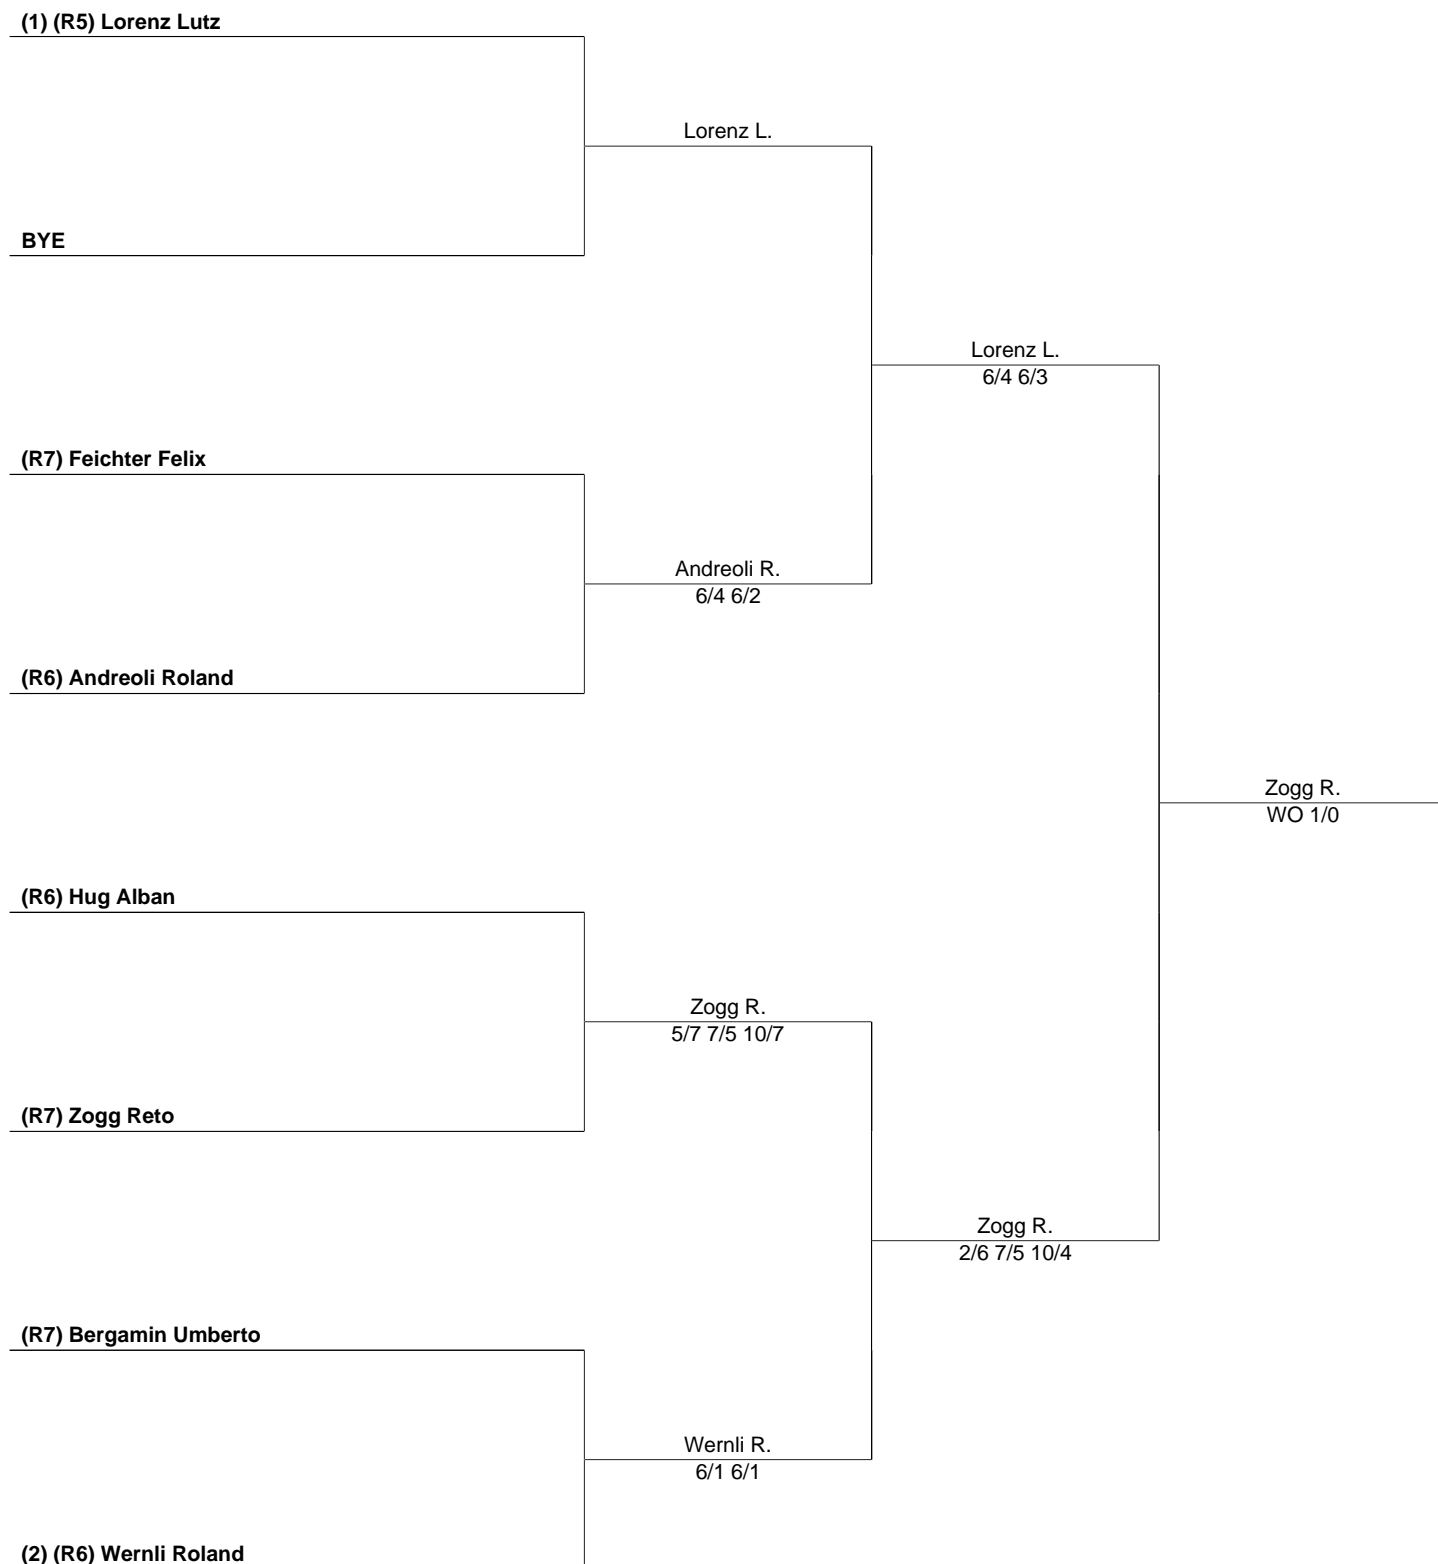 (1) (R5) Lorenz Lutz
Lorenz L.
BYE
Lorenz L.
6/4 6/3
(R7) Feichter Felix
Andreoli R.
6/4 6/2
(R6) Andreoli Roland
Zogg R.
WO 1/0
(R6) Hug Alban
Zogg R.
5/7 7/5 10/7
(R7) Zogg Reto
Zogg R.
2/6 7/5 10/4
(R7) Bergamin Umberto
Wernli R.
6/1 6/1
(2) (R6) Wernli Roland